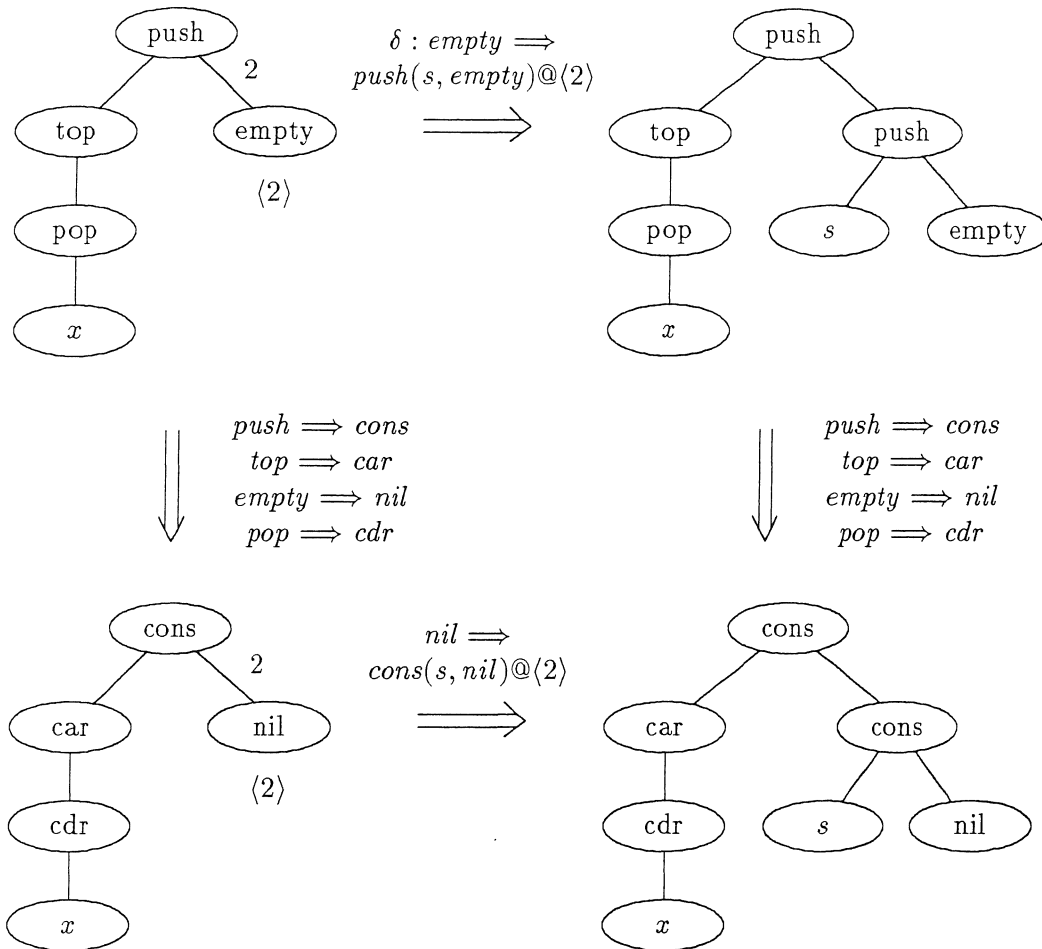 push
2
δ : empty ⟹
push(s, empty)@⟨2⟩
push
top
empty
top
push
⟨2⟩
pop
pop
s
empty
x
x
push ⟹ cons
top ⟹ car
empty ⟹ nil
pop ⟹ cdr
push ⟹ cons
top ⟹ car
empty ⟹ nil
pop ⟹ cdr
cons
2
nil ⟹
cons(s, nil)@⟨2⟩
cons
car
nil
car
cons
⟨2⟩
cdr
cdr
s
nil
x
x